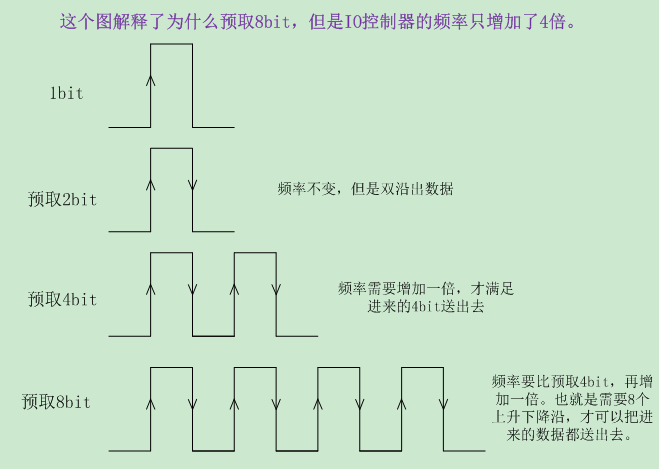 这个图解释了为什么预取8bit，但是IO控制器的频率只增加了4倍。
1bit
预取2bit
频率不变，但是双沿出数据
预取4bit
频率需要增加一倍，才满足
进来的4bit送出去
预取8bit
频率要比预取4bit，再增
加一倍。也就是需要8个
上升下降沿，才可以把进
来的数据都送出去。